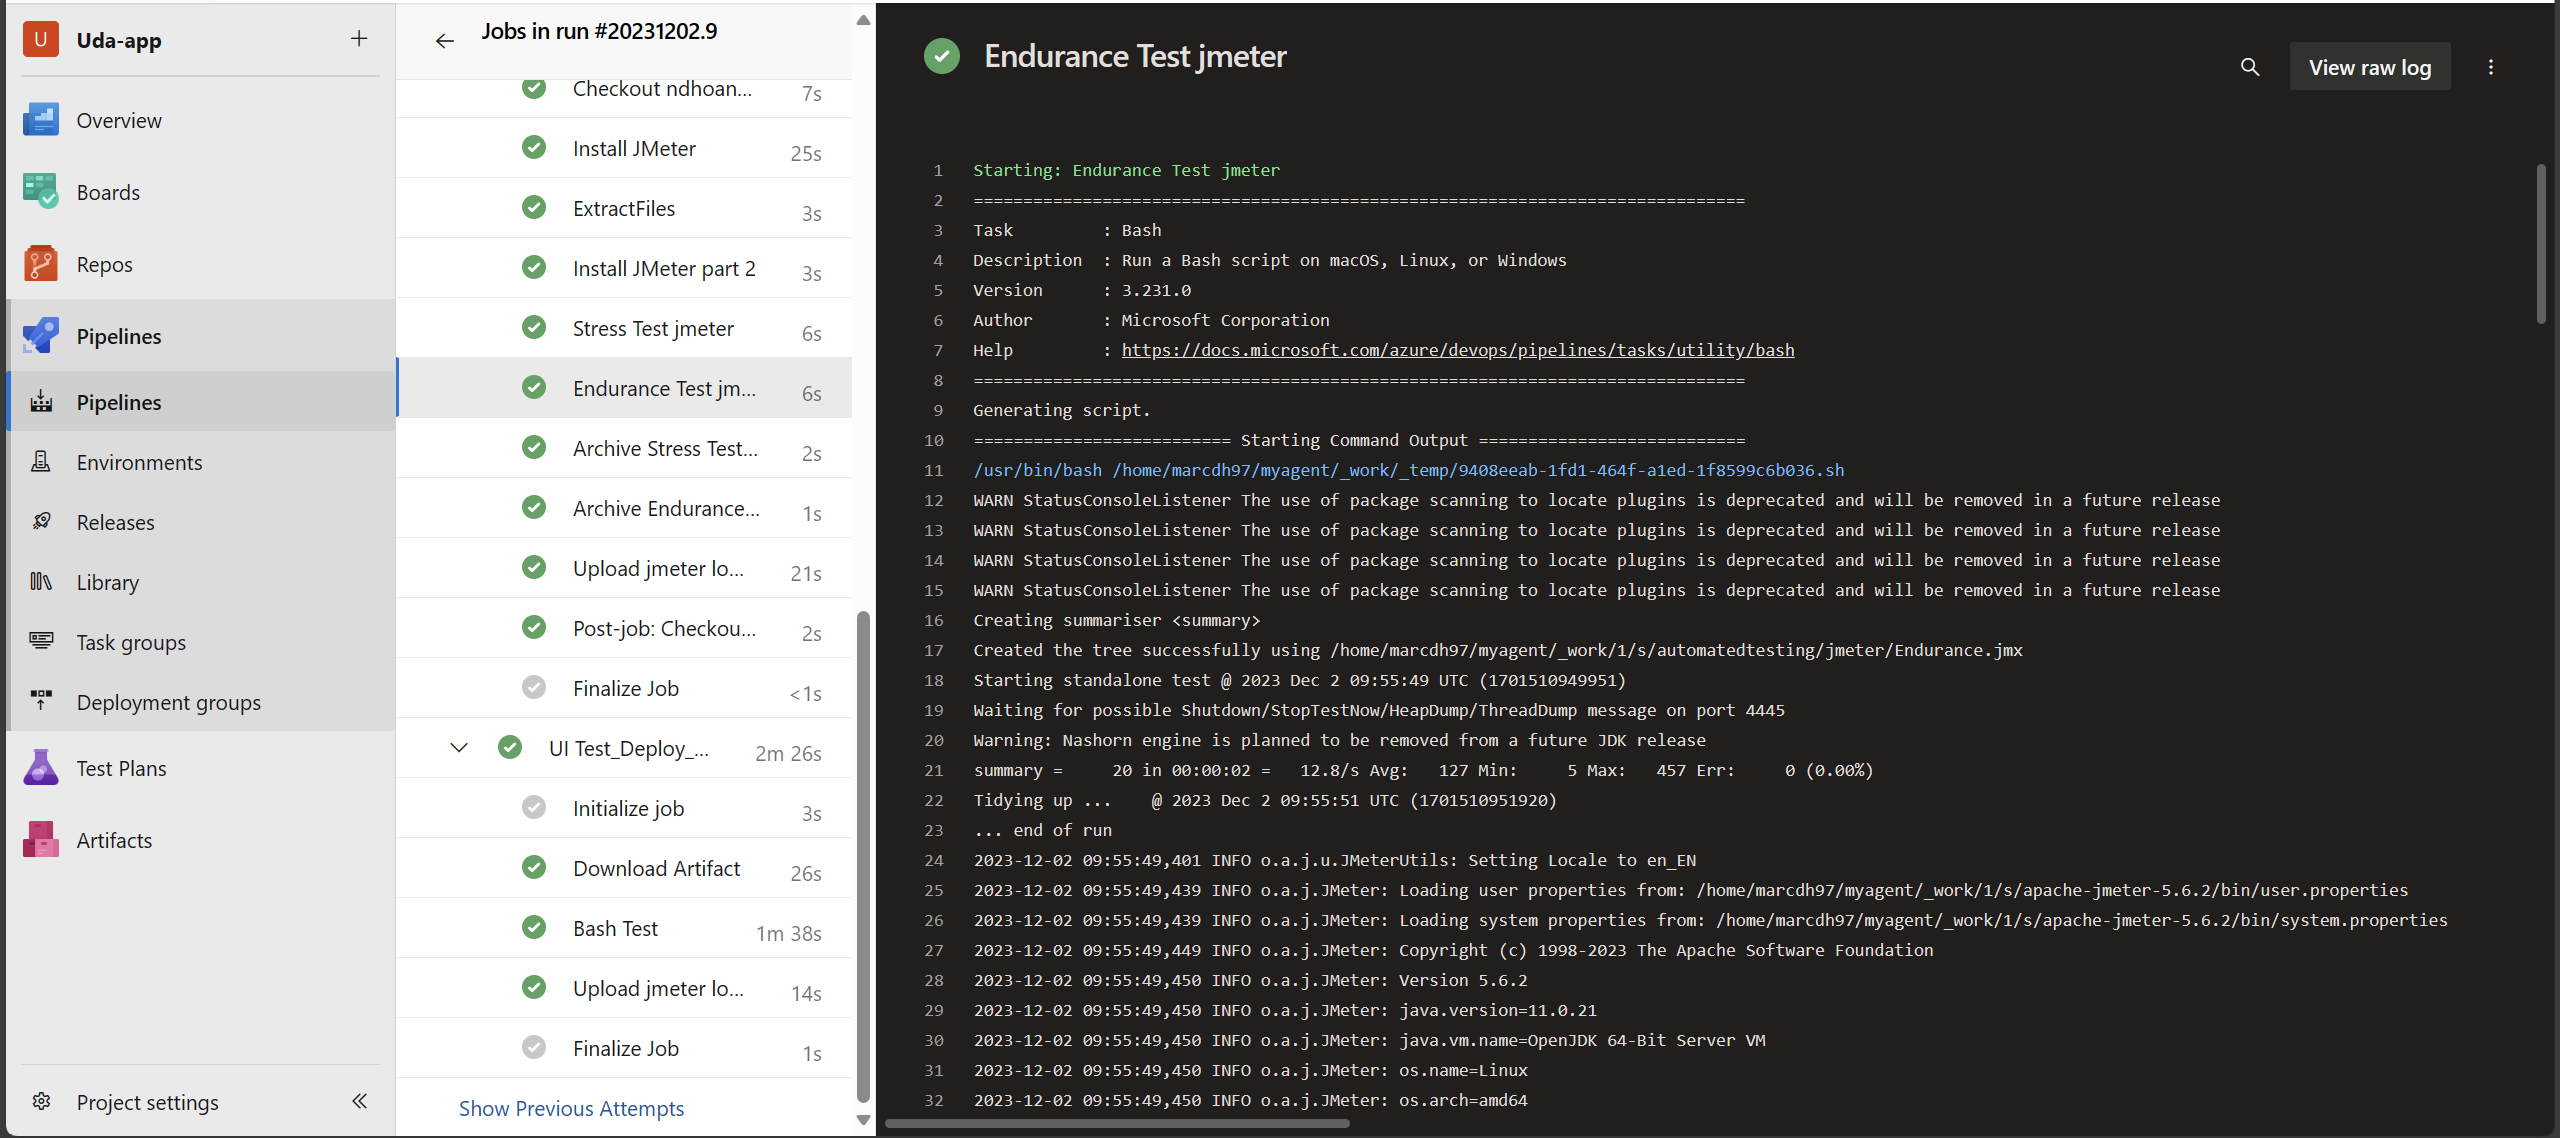 U Uda-app
Overview
Boards
Repos
Pipelines
Pipelines
Environments
Releases
Library
Task groups
Deployment groups
Test Plans
Artifacts
Project settings
Jobs in run #20231202.9
Checkout ndhoan... 7s
Install JMeter 25s
ExtractFiles 3s
Install JMeter part 2 3s
Stress Test jmeter 6s
Endurance Test jm... 6s
Archive Stress Test... 2s
Archive Endurance... 1s
Upload jmeter lo... 21s
Post-job: Checkou... 2s
Finalize Job <1s
UI Test_Deploy_... 2m 26s
Initialize job 3s
Download Artifact 26s
Bash Test 1m 38s
Upload jmeter lo... 14s
Finalize Job 1s
Show Previous Attempts
Endurance Test jmeter
View raw log
1 Starting: Endurance Test jmeter
2 ==============================================================================
3 Task         : Bash
4 Description  : Run a Bash script on macOS, Linux, or Windows
5 Version      : 3.231.0
6 Author       : Microsoft Corporation
7 Help         : https://docs.microsoft.com/azure/devops/pipelines/tasks/utility/bash
8 ==============================================================================
9 Generating script.
10 ========================== Starting Command Output ===========================
11 /usr/bin/bash /home/marcdh97/myagent/_work/_temp/9408eeab-1fd1-464f-a1ed-1f8599c6b036.sh
12 WARN StatusConsoleListener The use of package scanning to locate plugins is deprecated and will be removed in a future release
13 WARN StatusConsoleListener The use of package scanning to locate plugins is deprecated and will be removed in a future release
14 WARN StatusConsoleListener The use of package scanning to locate plugins is deprecated and will be removed in a future release
15 WARN StatusConsoleListener The use of package scanning to locate plugins is deprecated and will be removed in a future release
16 Creating summariser <summary>
17 Created the tree successfully using /home/marcdh97/myagent/_work/1/s/automatedtesting/jmeter/Endurance.jmx
18 Starting standalone test @ 2023 Dec 2 09:55:49 UTC (1701510949951)
19 Waiting for possible Shutdown/StopTestNow/HeapDump/ThreadDump message on port 4445
20 Warning: Nashorn engine is planned to be removed from a future JDK release
21 summary =     20 in 00:00:02 =   12.8/s Avg:   127 Min:     5 Max:   457 Err:     0 (0.00%)
22 Tidying up ...    @ 2023 Dec 2 09:55:51 UTC (1701510951920)
23 ... end of run
24 2023-12-02 09:55:49,401 INFO o.a.j.u.JMeterUtils: Setting Locale to en_EN
25 2023-12-02 09:55:49,439 INFO o.a.j.JMeter: Loading user properties from: /home/marcdh97/myagent/_work/1/s/apache-jmeter-5.6.2/bin/user.properties
26 2023-12-02 09:55:49,439 INFO o.a.j.JMeter: Loading system properties from: /home/marcdh97/myagent/_work/1/s/apache-jmeter-5.6.2/bin/system.properties
27 2023-12-02 09:55:49,449 INFO o.a.j.JMeter: Copyright (c) 1998-2023 The Apache Software Foundation
28 2023-12-02 09:55:49,450 INFO o.a.j.JMeter: Version 5.6.2
29 2023-12-02 09:55:49,450 INFO o.a.j.JMeter: java.version=11.0.21
30 2023-12-02 09:55:49,450 INFO o.a.j.JMeter: java.vm.name=OpenJDK 64-Bit Server VM
31 2023-12-02 09:55:49,450 INFO o.a.j.JMeter: os.name=Linux
32 2023-12-02 09:55:49,450 INFO o.a.j.JMeter: os.arch=amd64